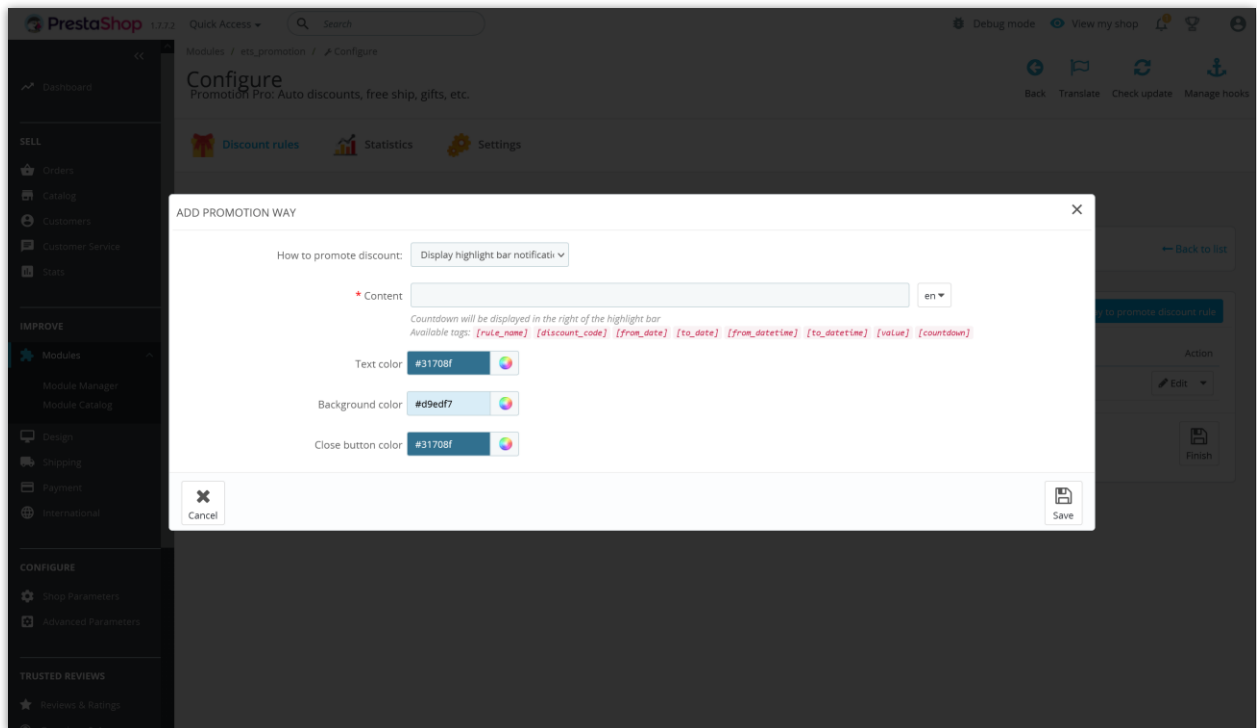 PrestaShop 1.7.7.2 Quick Access Search Debug mode View my shop
Modules / ets_promotion / Configure
Configure
Promotion Pro: Auto discounts, free ship, gifts, etc.
Back Translate Check update Manage hooks
Discount rules Statistics Settings
Dashboard
SELL
Orders
Catalog
Customers
Customer Service
Stats
IMPROVE
Modules
Module Manager
Module Catalog
Design
Shipping
Payment
International
CONFIGURE
Shop Parameters
Advanced Parameters
TRUSTED REVIEWS
Reviews & Ratings
Back to list
to promote discount rule
Action
Edit
Finish
ADD PROMOTION WAY
How to promote discount: Display highlight bar notificati
* Content en
Countdown will be displayed in the right of the highlight bar
Available tags: [rule_name] [discount_code] [from_date] [to_date] [from_datetime] [to_datetime] [value] [countdown]
Text color #31708f
Background color #d9edf7
Close button color #31708f
Cancel Save